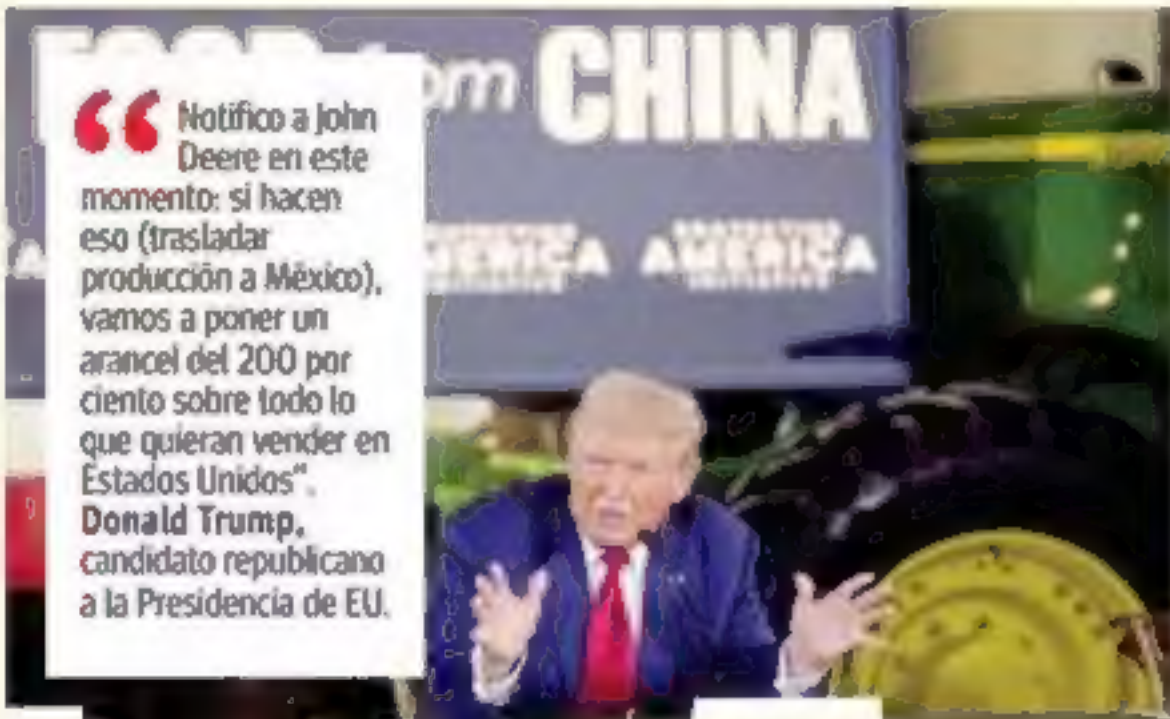 CHINA
AMERICA
“Notifico a John
Deere en este
momento: si hacen
eso (trasladar
producción a México),
vamos a poner un
arancel del 200 por
ciento sobre todo lo
que quieran vender en
Estados Unidos”.
Donald Trump,
candidato republicano
a la Presidencia de EU.